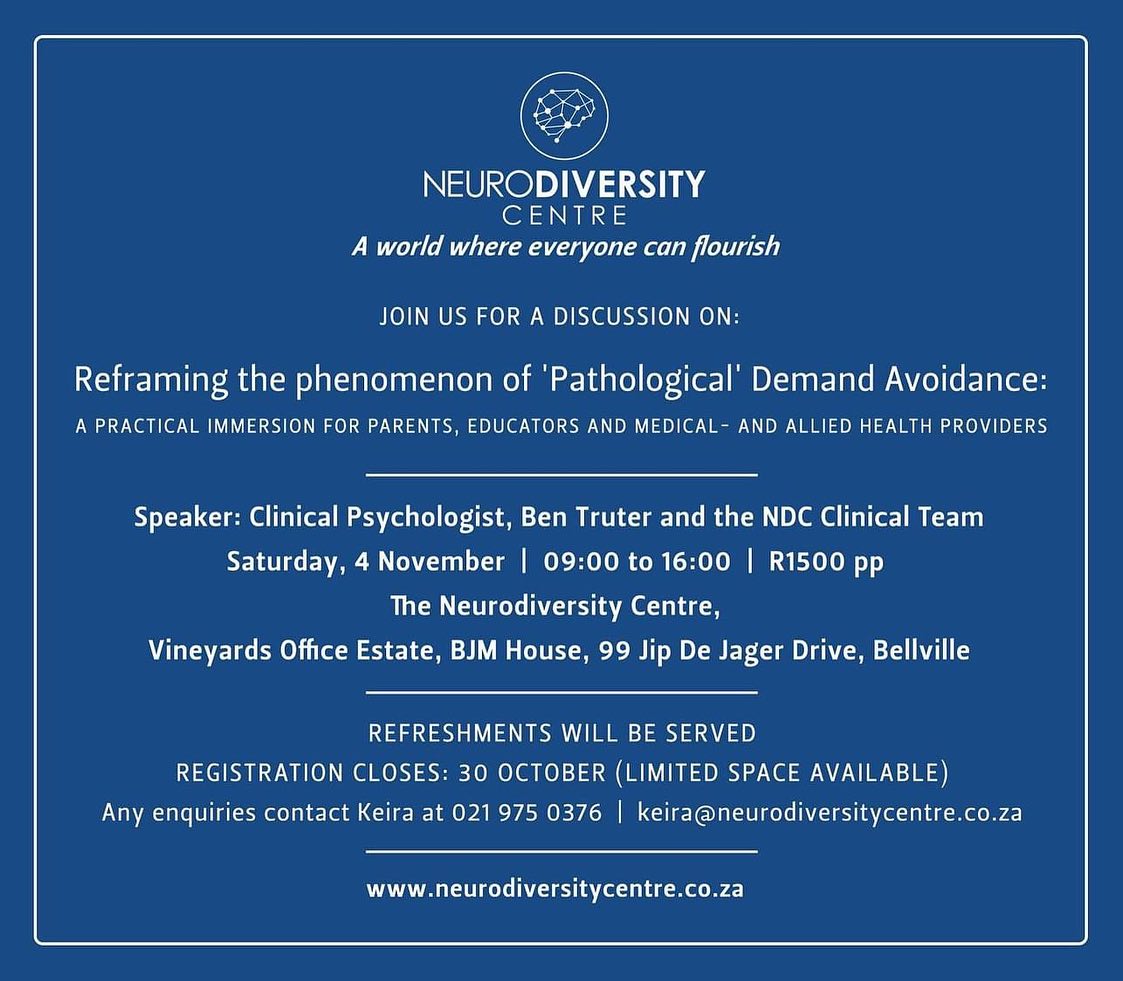 NEURODIVERSITY
CENTRE
A world where everyone can flourish
JOIN US FOR A DISCUSSION ON:
Reframing the phenomenon of 'Pathological' Demand Avoidance:
A PRACTICAL IMMERSION FOR PARENTS, EDUCATORS AND MEDICAL- AND ALLIED HEALTH PROVIDERS
Speaker: Clinical Psychologist, Ben Truter and the NDC Clinical Team
Saturday, 4 November | 09:00 to 16:00 | R1500 pp
The Neurodiversity Centre,
Vineyards Office Estate, BJM House, 99 Jip De Jager Drive, Bellville
REFRESHMENTS WILL BE SERVED
REGISTRATION CLOSES: 30 OCTOBER (LIMITED SPACE AVAILABLE)
Any enquiries contact Keira at 021 975 0376 | keira@neurodiversitycentre.co.za
www.neurodiversitycentre.co.za